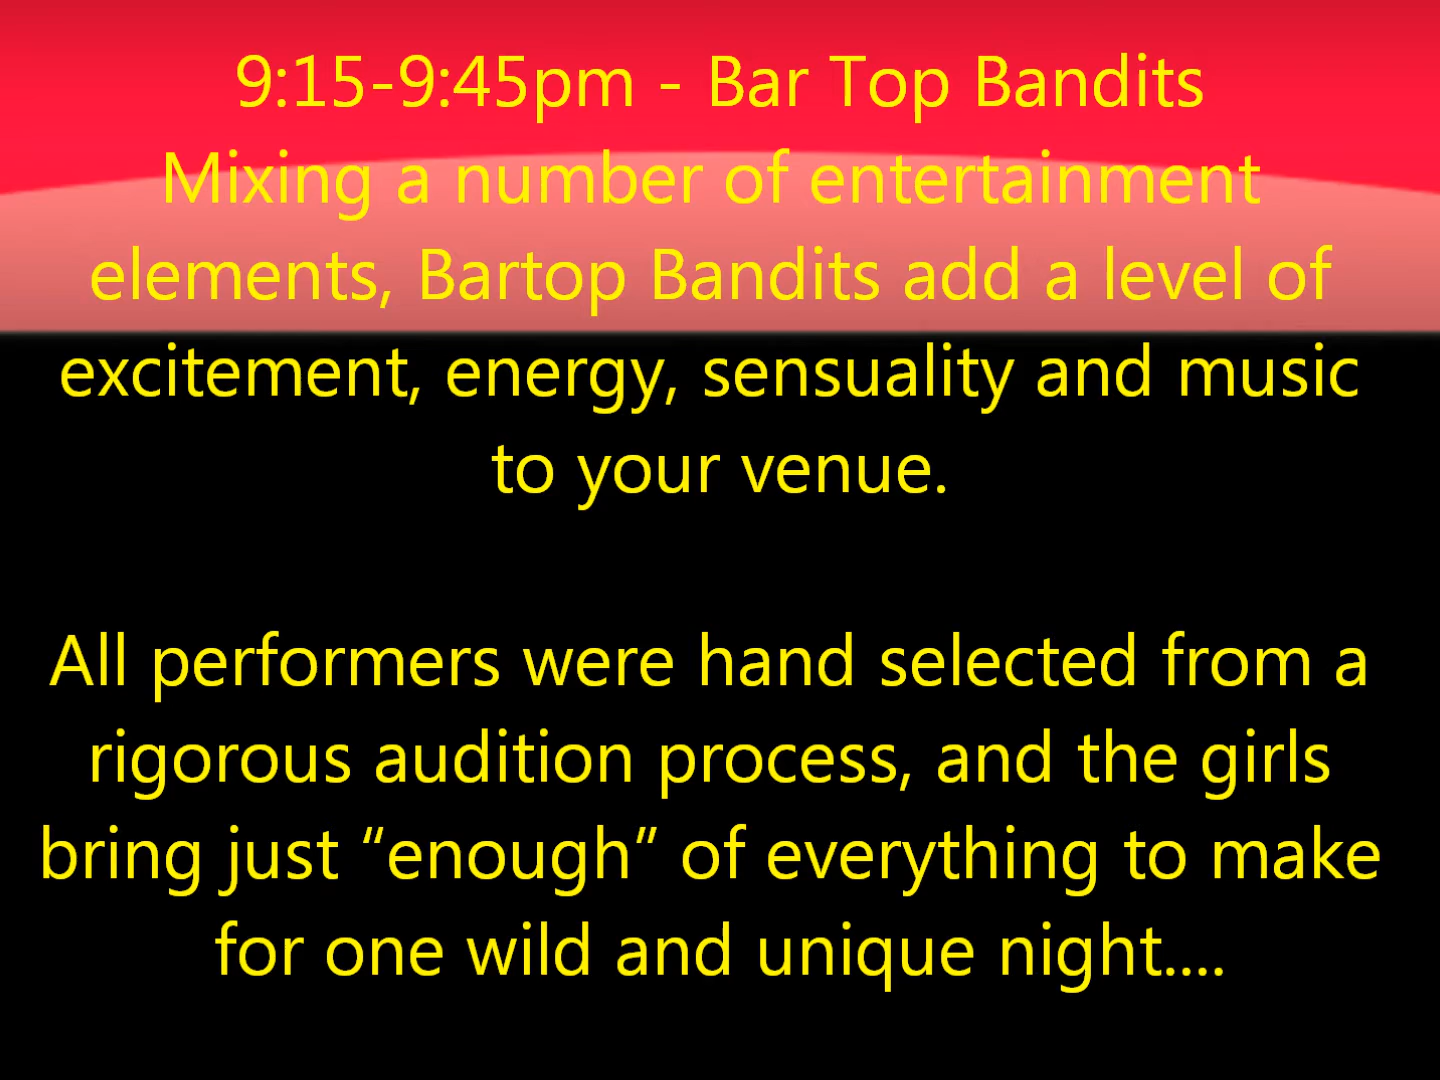 9:15-9:45pm - Bar Top Bandits
Mixing a number of entertainment
elements, Bartop Bandits add a level of
excitement, energy, sensuality and music
to your venue.
All performers were hand selected from a
rigorous audition process, and the girls
bring just “enough” of everything to make
for one wild and unique night....